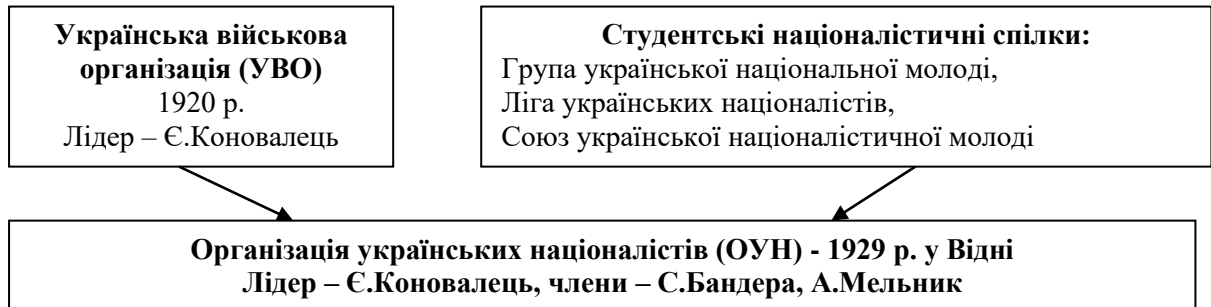 Українська військова
організація (УВО)
1920 р.
Лідер – Є.Коновалець
Студентські націоналістичні спілки:
Група української національної молоді,
Ліга українських націоналістів,
Союз української націоналістичної молоді
Організація українських націоналістів (ОУН) - 1929 р. у Відні
Лідер – Є.Коновалець, члени – С.Бандера, А.Мельник